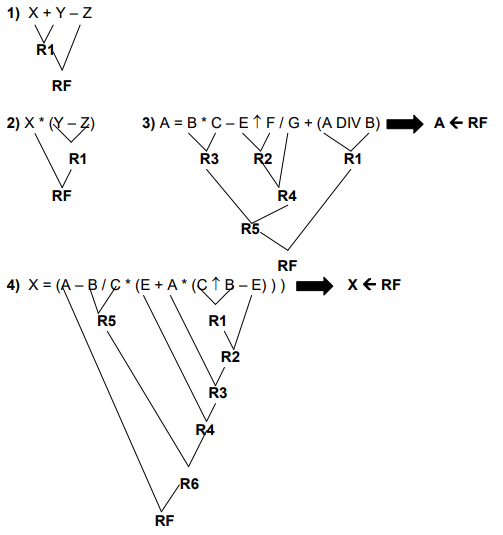 1) X + Y – Z
R1
RF
2) X * (Y – Z)
R1
RF
3) A = B * C – E ↑ F / G + (A DIV B) A ← RF
R3 R2 R1
R4
R5
RF
4) X = (A – B / C * (E + A * (C ↑ B – E) ) ) X ← RF
R5 R1
R2
R3
R4
R6
RF